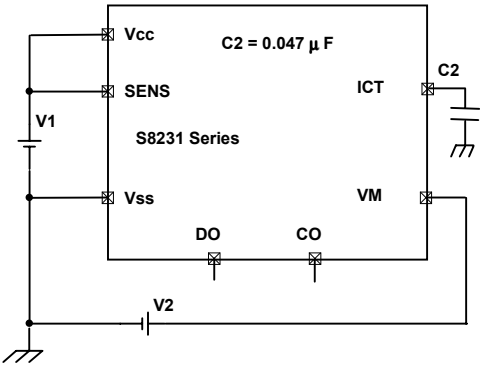 Vcc
C2 = 0.047 μ F
C2
SENS
ICT
V1
S8231 Series
Vss
VM
DO
CO
V2